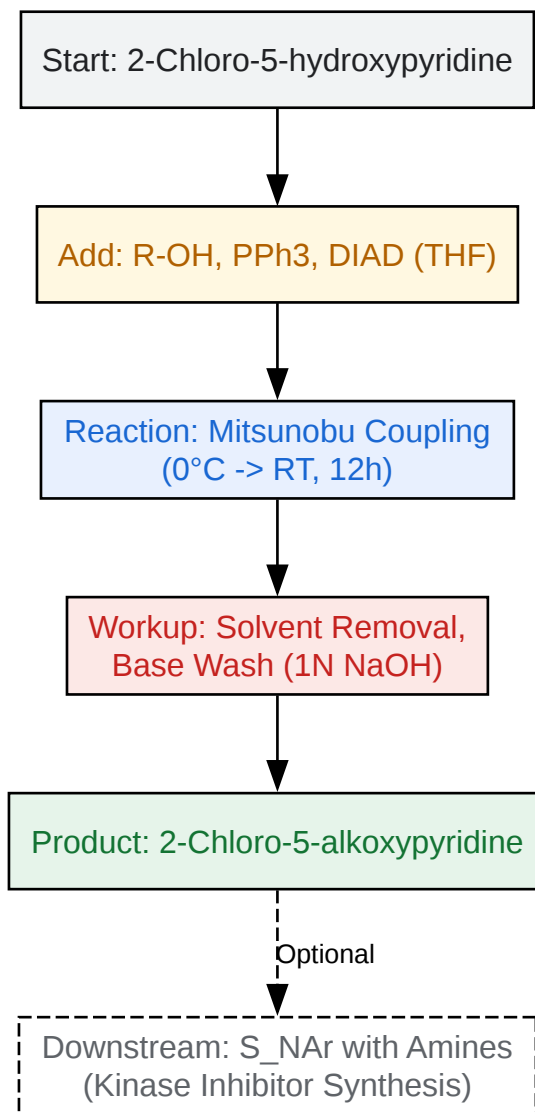 Start: 2-Chloro-5-hydroxypyridine
Add: R-OH, PPh3, DIAD (THF)
Reaction: Mitsunobu Coupling
(0°C -> RT, 12h)
Workup: Solvent Removal,
Base Wash (1N NaOH)
Product: 2-Chloro-5-alkoxypyridine
Optional
Downstream: S_NAr with Amines
(Kinase Inhibitor Synthesis)